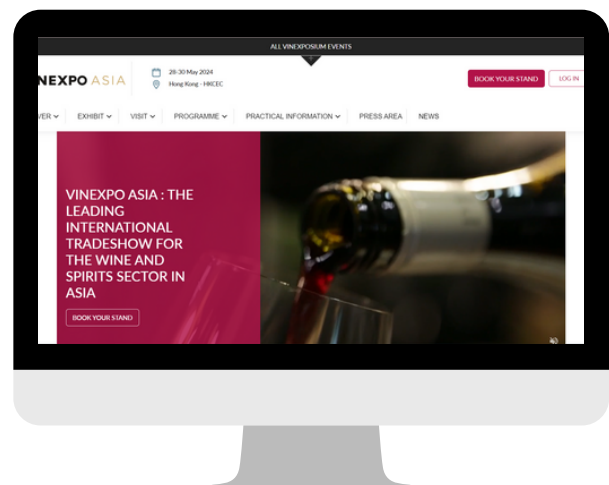 ALL VINEXPOSIUM EVENTS
NEXPO ASIA
28-30 May 2024
Hong Kong - HKCEC
BOOK YOUR STAND
LOG IN
VER
EXHIBIT
VISIT
PROGRAMME
PRACTICAL INFORMATION
PRESS AREA
NEWS
VINEXPO ASIA : THE
LEADING
INTERNATIONAL
TRADESHOW FOR
THE WINE AND
SPIRITS SECTOR IN
ASIA
BOOK YOUR STAND